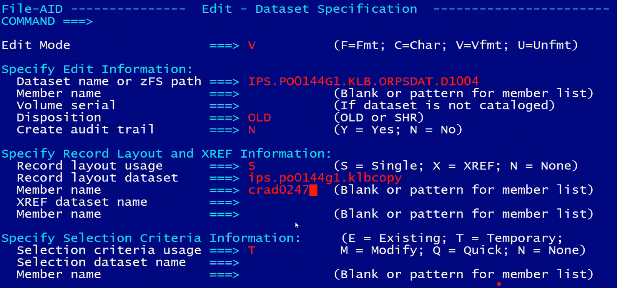 File-AID --------------- Edit - Dataset Specification -----------------------
COMMAND ===>
Edit Mode ===> V (F=Fmt; C=Char; V=Vfmt; U=Unfmt)
Specify Edit Information:
Dataset name or zFS path ===> IPS.PO0144G1.KLB.ORPSDAT.D1004
Member name ===> (Blank or pattern for member list)
Volume serial ===> (If dataset is not cataloged)
Disposition ===> OLD (OLD or SHR)
Create audit trail ===> N (Y = Yes; N = No)
Specify Record Layout and XREF Information:
Record layout usage ===> S (S = Single; X = XREF; N = None)
Record layout dataset ===> ips.po0144g1.klbcopy
Member name ===> crad0247 (Blank or pattern for member list)
XREF dataset name ===>
Member name ===> (Blank or pattern for member list)
Specify Selection Criteria Information: (E = Existing; T = Temporary;
Selection criteria usage ===> T M = Modify; Q = Quick; N = None)
Selection dataset name ===>
Member name ===> (Blank or pattern for member list)